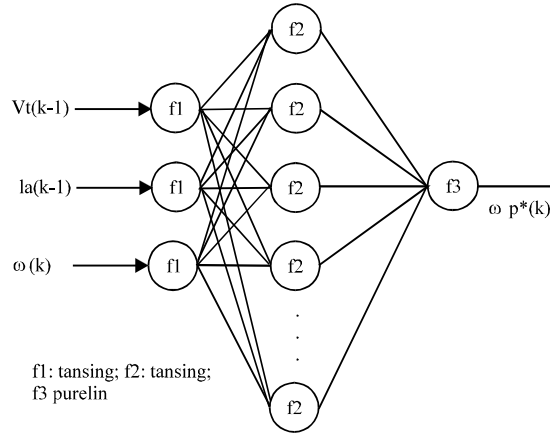 f2
Vt(k-1)
f1
f2
la(k-1)
f1
f2
f3
ω p*(k)
ω(k)
f1
f2
f1: tansing; f2: tansing;
f3 purelin
f2